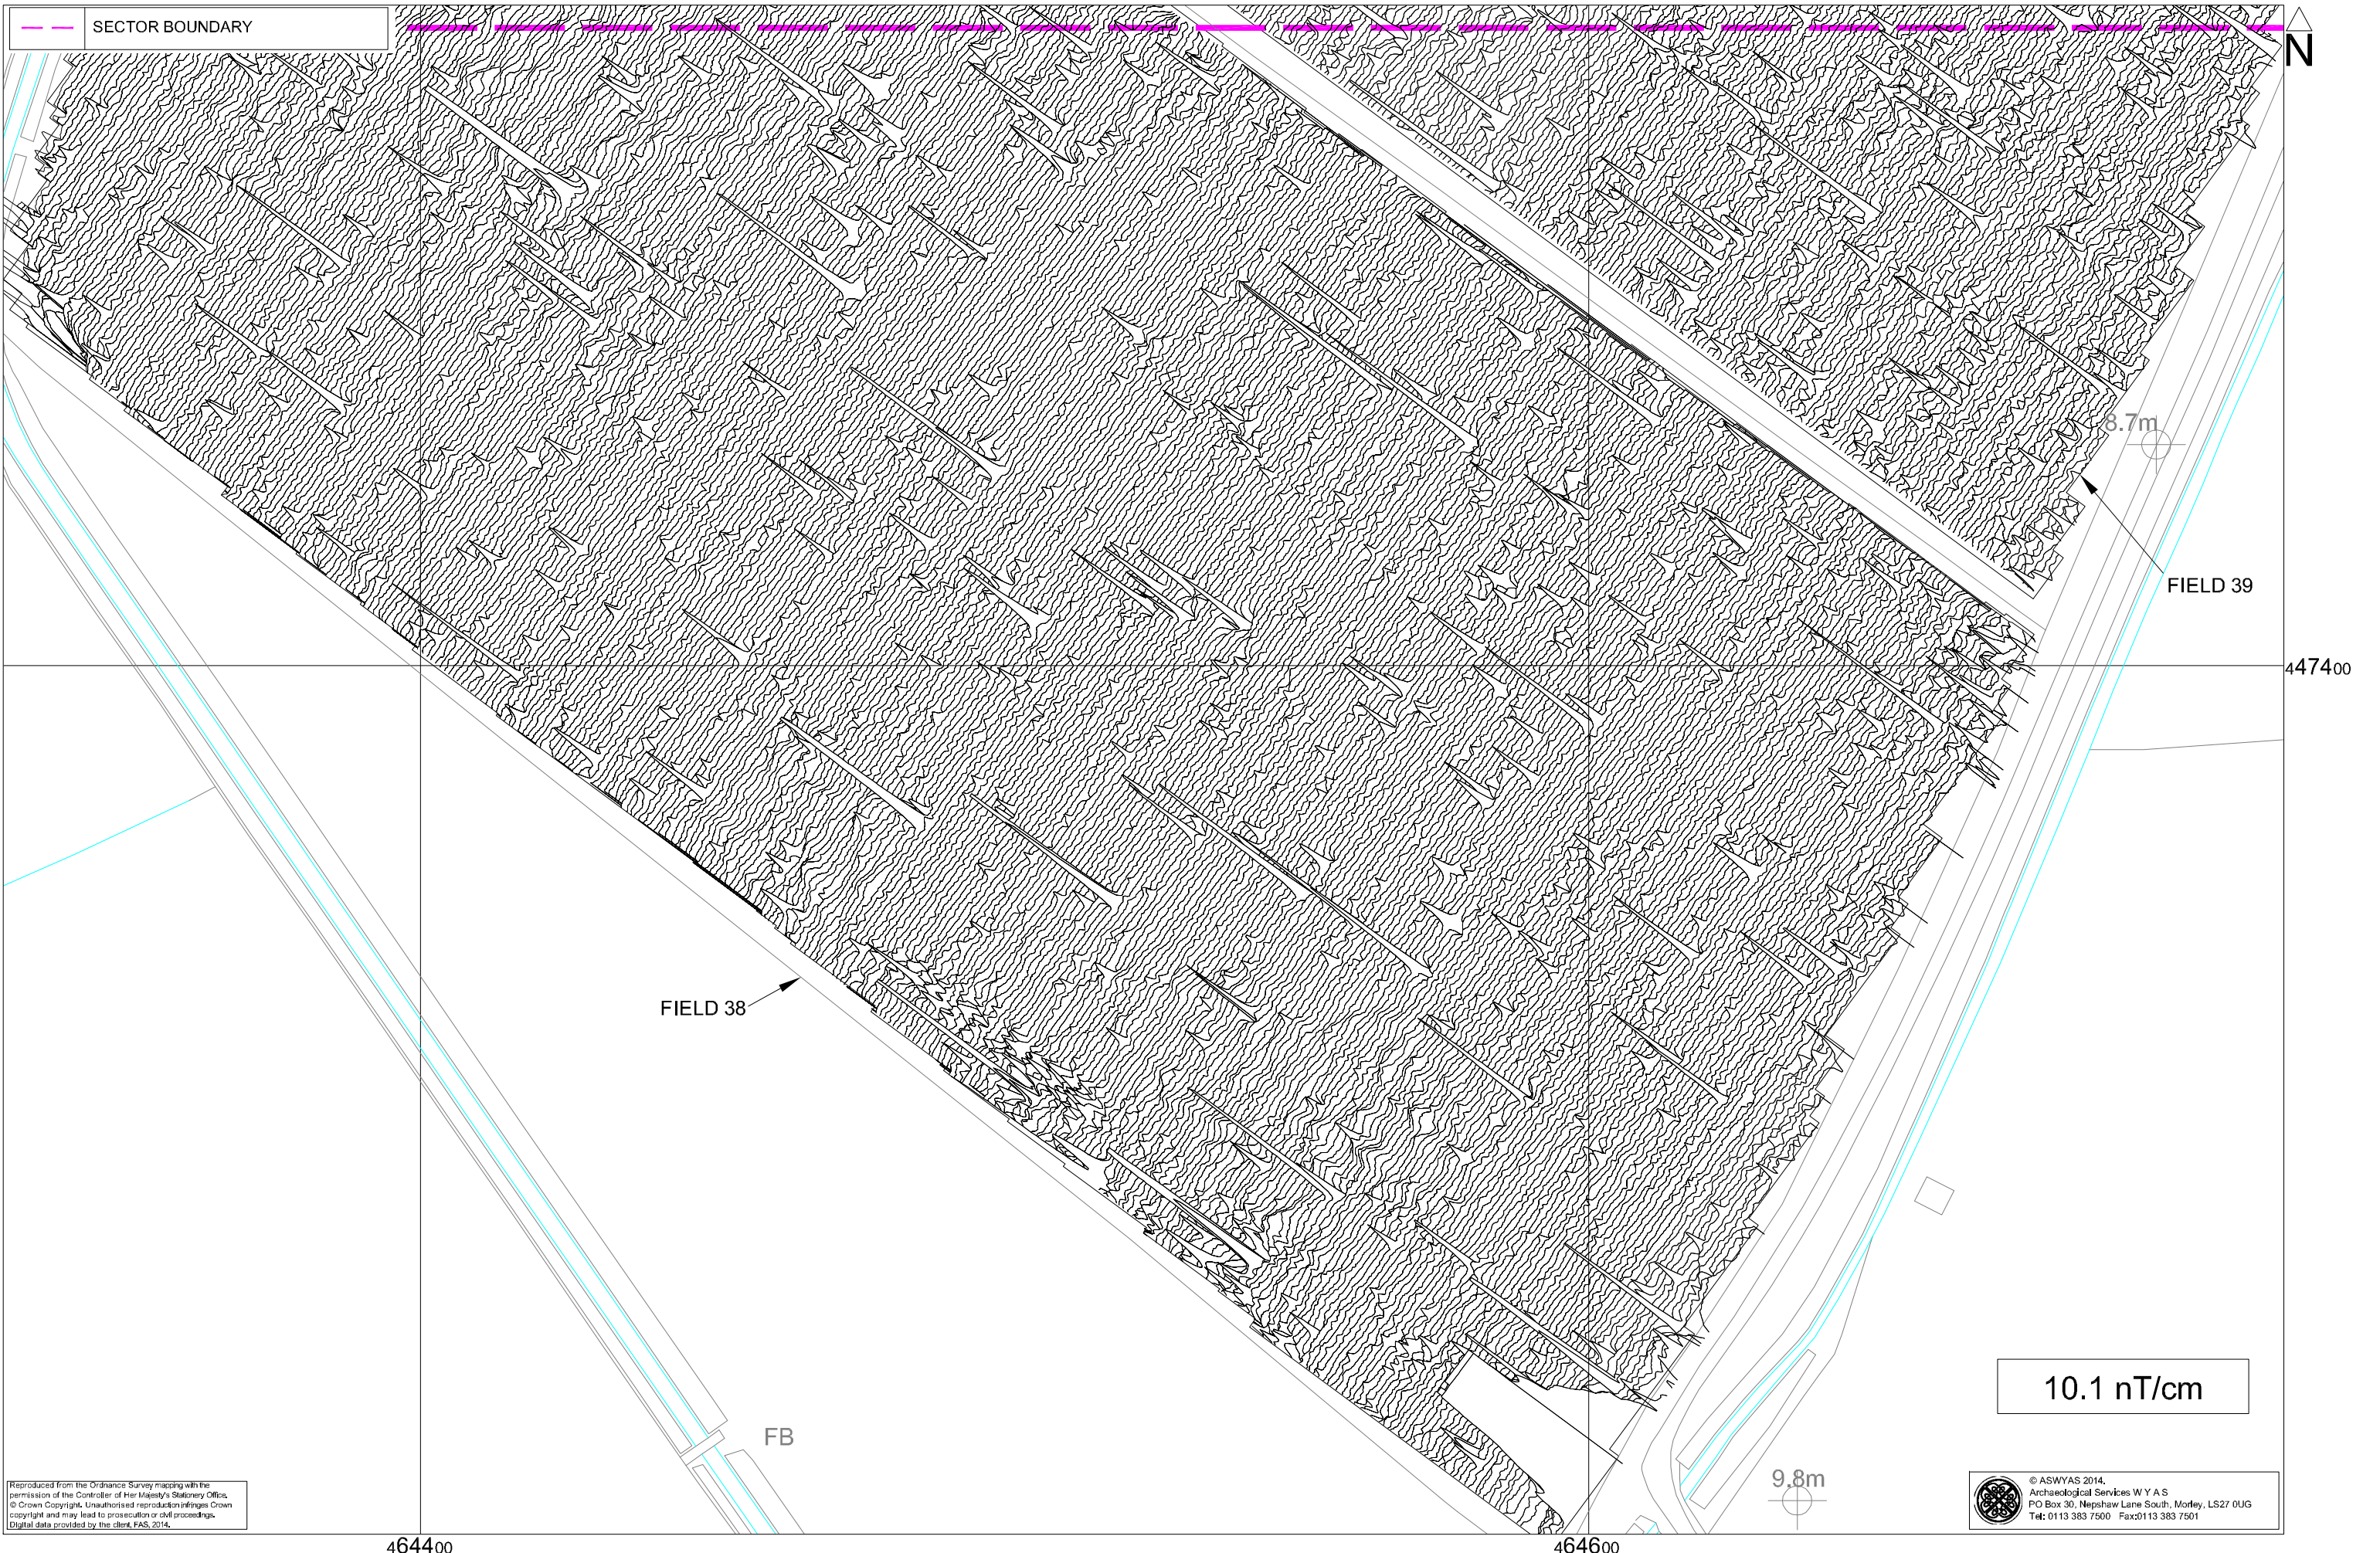 SECTOR BOUNDARY
N
8.7m
FIELD 39
447400
FIELD 38
10.1 nT/cm
FB
9.8m
Reproduced from the Ordnance Survey mapping with the
permission of the Controller of Her Majesty's Stationery Office.
© Crown Copyright. Unauthorised reproduction infringes Crown
copyright and may lead to prosecution or civil proceedings.
Digital data provided by the client, FAS, 2014.
© ASWYAS 2014.
Archaeological Services W Y A S
PO Box 30, Nepshaw Lane South, Morley, LS27 0UG
Tel: 0113 383 7500 Fax:0113 383 7501
464400
464600